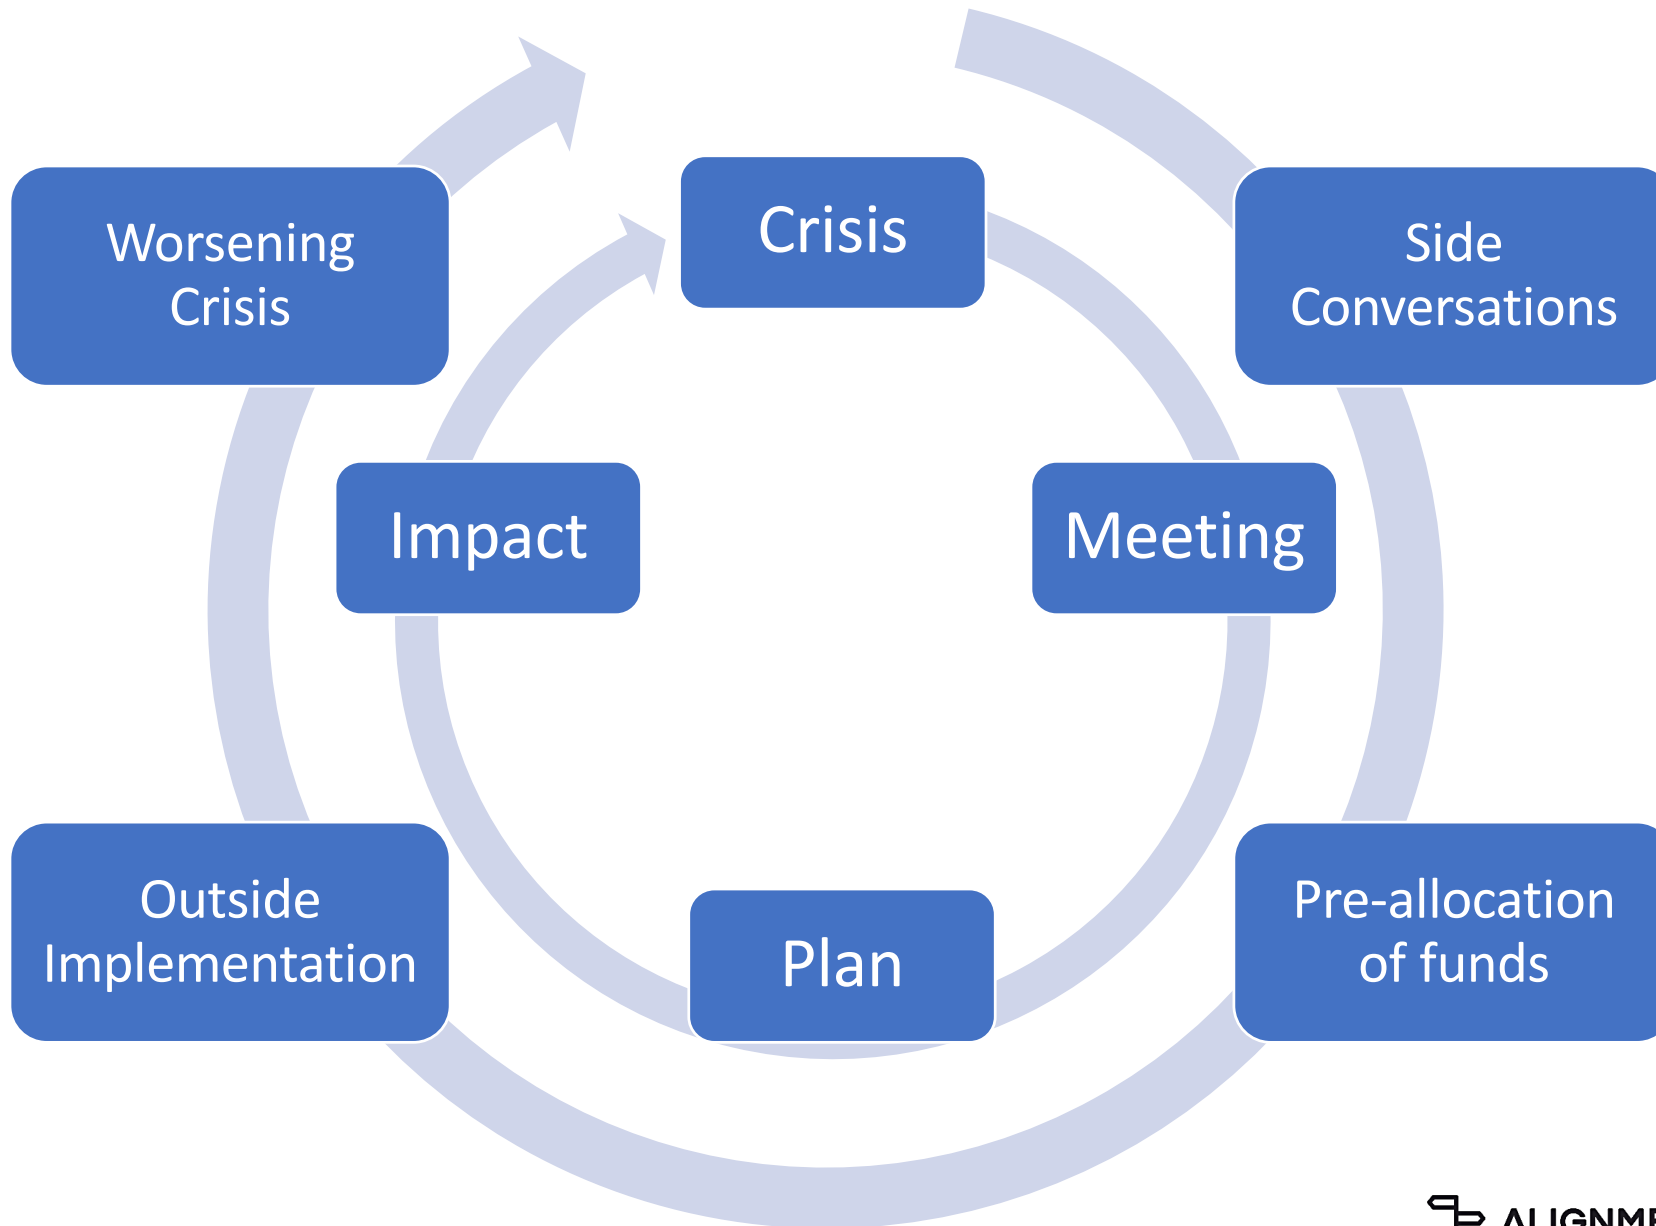 Crisis
Meeting
Plan
Impact
Side
Conversations
Pre-allocation
of funds
Outside
Implementation
Worsening
Crisis